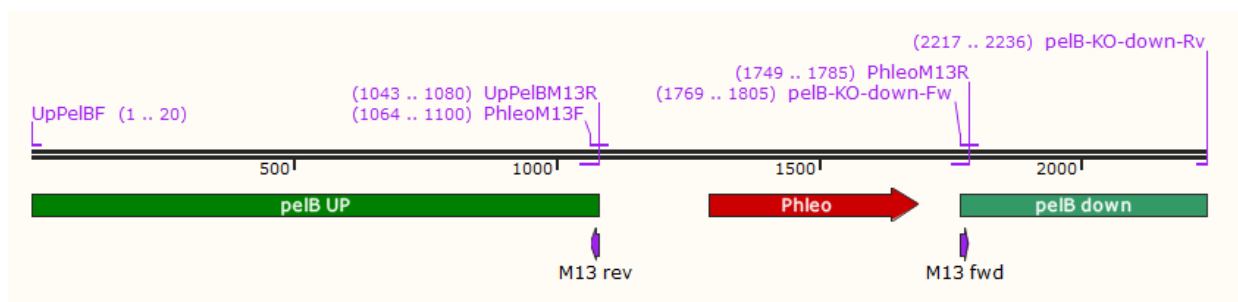 (2217 .. 2236) pelB-KO-down-Rv
(1749 .. 1785) PhleoM13R
(1043 .. 1080) UpPelBM13R
(1769 .. 1805) pelB-KO-down-Fw
UpPelBF (1 .. 20)
(1064 .. 1100) PhleoM13F
500
1000
1500
2000
pelB UP
Phleo
pelB down
M13 rev
M13 fwd